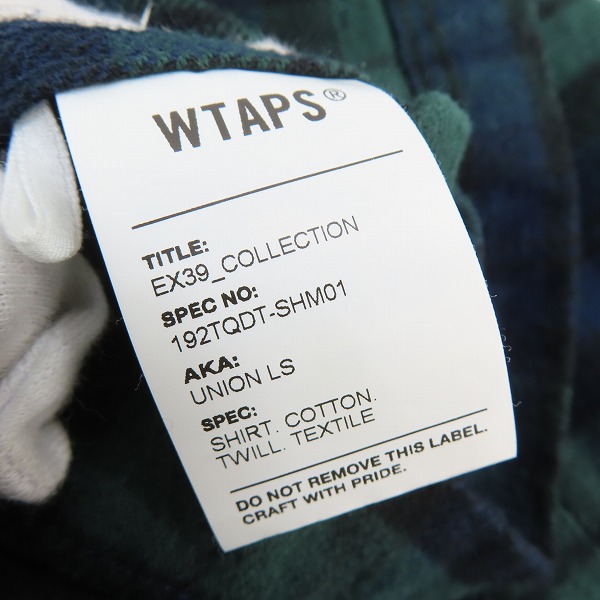 WTAPS®
TITLE:
EX39_COLLECTION
SPEC NO:
192TQDT-SHM01
AKA:
UNION LS
SPEC:
SHIRT. COTTON.
TWILL. TEXTILE
DO NOT REMOVE THIS LABEL.
CRAFT WITH PRIDE.